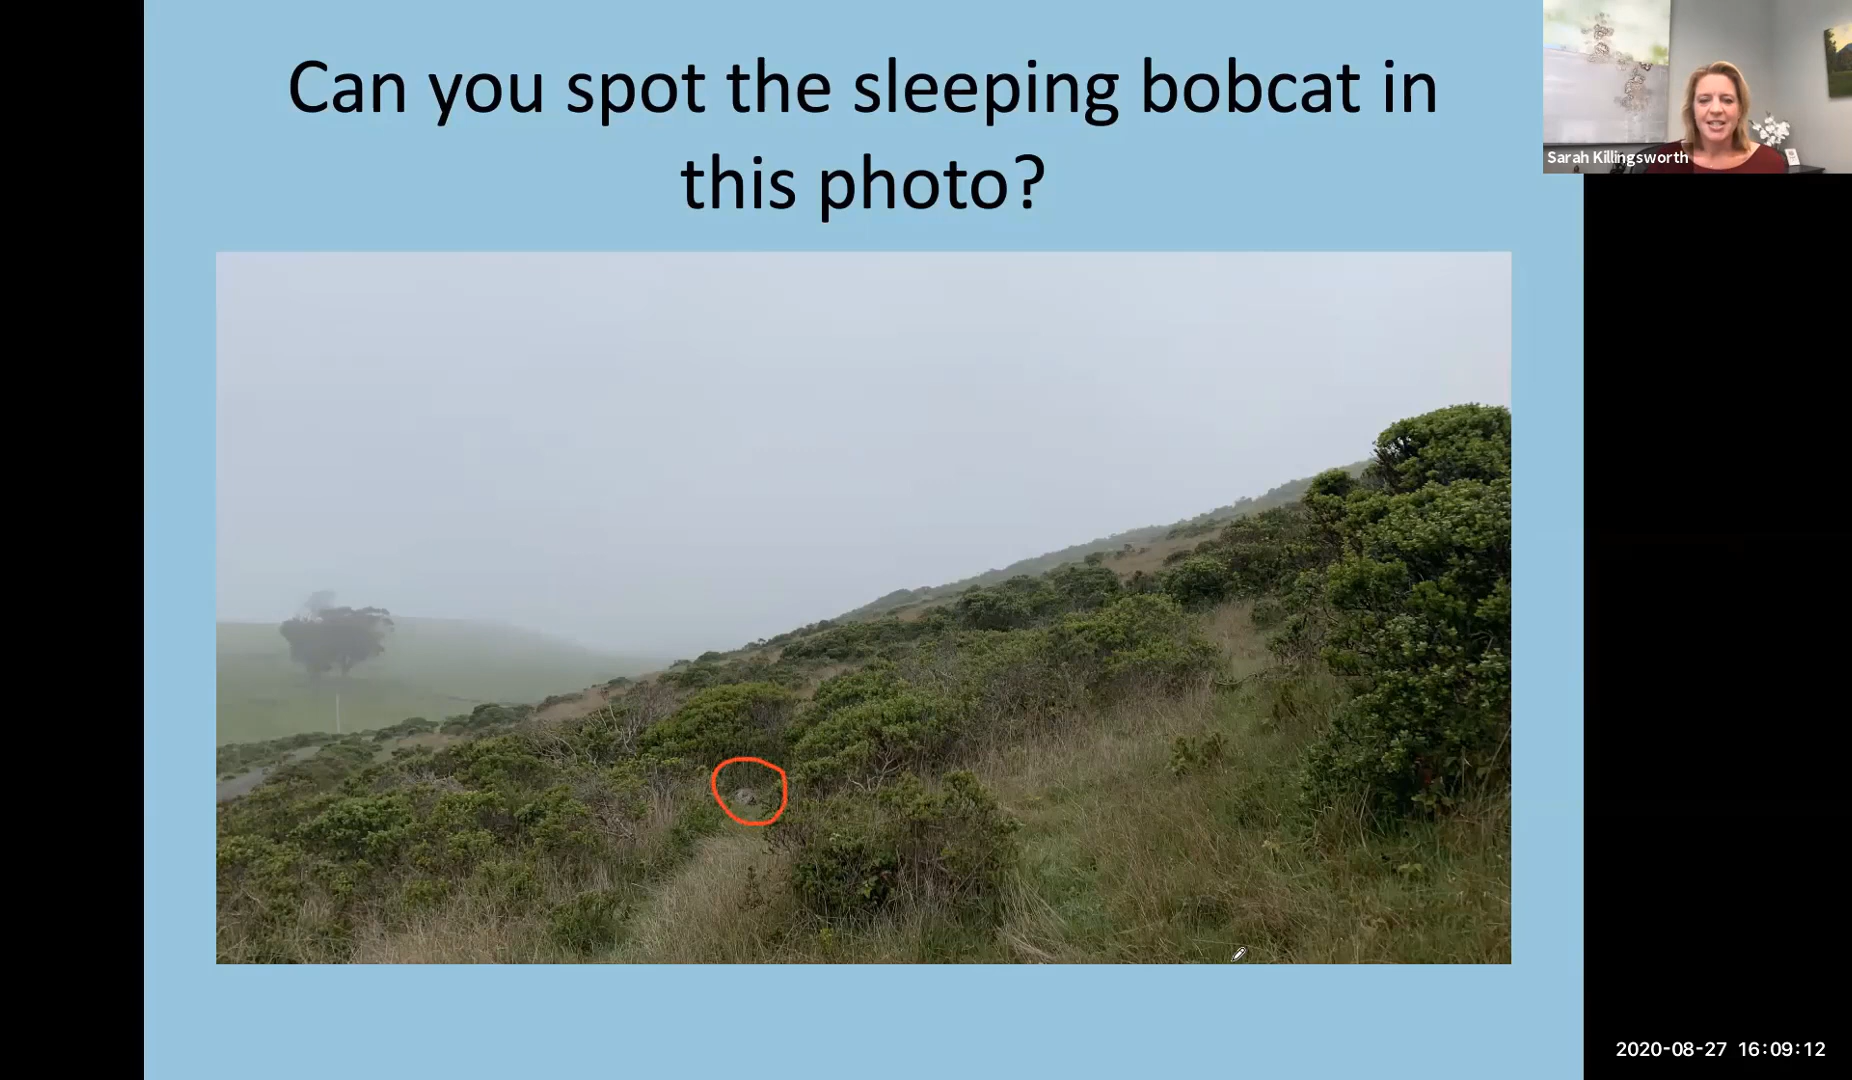 Can you spot the sleeping bobcat in
this photo?
Sarah Killingsworth
2020-08-27 16:09:12